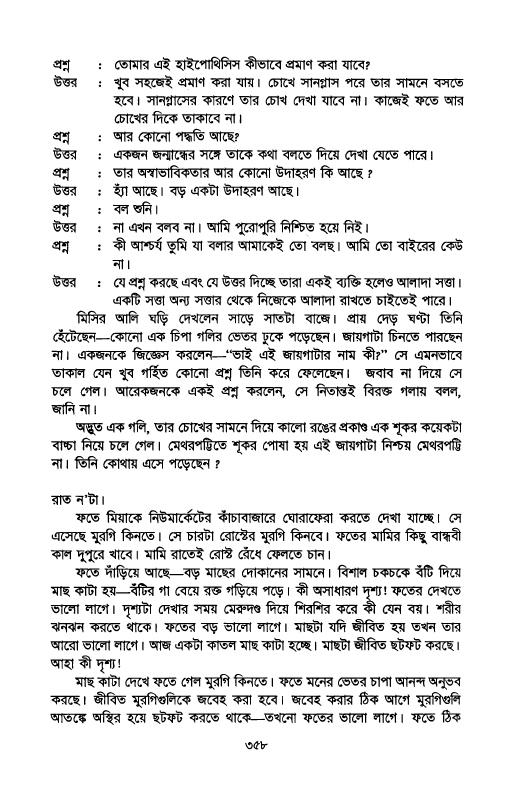 প্রশ্ন : তোমার এই হাইপোথিসিস কীভাবে প্রমাণ করা যাবে?
উত্তর : খুব সহজেই প্রমাণ করা যায়। চোখে সানগ্লাস পরে তার সামনে বসতে
হবে। সানগ্লাসের কারণে তার চোখ দেখা যাবে না। কাজেই ফতে আর
চোখের দিকে তাকাবে না।
প্রশ্ন : আর কোনো পদ্ধতি আছে?
উত্তর : একজন জন্মান্ধের সঙ্গে তাকে কথা বলতে দিয়ে দেখা যেতে পারে।
প্রশ্ন : তার অস্বাভাবিকতার আর কোনো উদাহরণ কি আছে ?
উত্তর : হ্যাঁ আছে। বড় একটা উদাহরণ আছে।
প্রশ্ন : বল শুনি।
উত্তর : না এখন বলব না। আমি পুরোপুরি নিশ্চিত হয়ে নিই।
প্রশ্ন : কী আশ্চর্য তুমি যা বলার আমাকেই তো বলছ। আমি তো বাইরের কেউ
না।
উত্তর : যে প্রশ্ন করছে এবং যে উত্তর দিচ্ছে তারা একই ব্যক্তি হলেও আলাদা সত্তা।
একটি সত্তা অন্য সত্তার থেকে নিজেকে আলাদা রাখতে চাইতেই পারে।
মিসির আলি ঘড়ি দেখলেন সাড়ে সাতটা বাজে। প্রায় দেড় ঘণ্টা তিনি
হেঁটেছেন—কোনো এক চিপা গলির ভেতর ঢুকে পড়েছেন। জায়গাটা চিনতে পারছেন
না। একজনকে জিজ্ঞেস করলেন—“ভাই এই জায়গাটার নাম কী?” সে এমনভাবে
তাকাল যেন খুব গর্হিত কোনো প্রশ্ন তিনি করে ফেলেছেন। জবাব না দিয়ে সে
চলে গেল। আরেকজনকে একই প্রশ্ন করলেন, সে নিতান্তই বিরক্ত গলায় বলল,
জানি না।
অদ্ভুত এক গলি, তার চোখের সামনে দিয়ে কালো রঙের প্রকাণ্ড এক শূকর কয়েকটা
বাচ্চা নিয়ে চলে গেল। মেথরপট্টিতে শূকর পোষা হয় এই জায়গাটা নিশ্চয় মেথরপট্টি
না। তিনি কোথায় এসে পড়েছেন ?
রাত ন'টা।
ফতে মিয়াকে নিউমার্কেটের কাঁচাবাজারে ঘোরাফেরা করতে দেখা যাচ্ছে। সে
এসেছে মুরগি কিনতে। সে চারটা রোস্টের মুরগি কিনবে। ফতের মামির কিছু বান্ধবী
কাল দুপুরে খাবে। মামি রাতেই রোস্ট রেঁধে ফেলতে চান।
ফতে দাঁড়িয়ে আছে—বড় মাছের দোকানের সামনে। বিশাল চকচকে বঁটি দিয়ে
মাছ কাটা হয়—বঁটির গা বেয়ে রক্ত গড়িয়ে পড়ে। কী অসাধারণ দৃশ্য! ফতের দেখতে
ভালো লাগে। দৃশ্যটা দেখার সময় মেরুদণ্ড দিয়ে শিরশির করে কী যেন বয়। শরীর
ঝনঝন করতে থাকে। ফতের বড় ভালো লাগে। মাছটা যদি জীবিত হয় তখন তার
আরো ভালো লাগে। আজ একটা কাতল মাছ কাটা হচ্ছে। মাছটা জীবিত ছটফট করছে।
আহা কী দৃশ্য!
মাছ কাটা দেখে ফতে গেল মুরগি কিনতে। ফতে মনের ভেতর চাপা আনন্দ অনুভব
করছে। জীবিত মুরগিগুলিকে জবেহ করা হবে। জবেহ করার ঠিক আগে মুরগিগুলি
আতঙ্কে অস্থির হয়ে ছটফট করতে থাকে—তখনো ফতের ভালো লাগে। ফতে ঠিক
৩৫৮